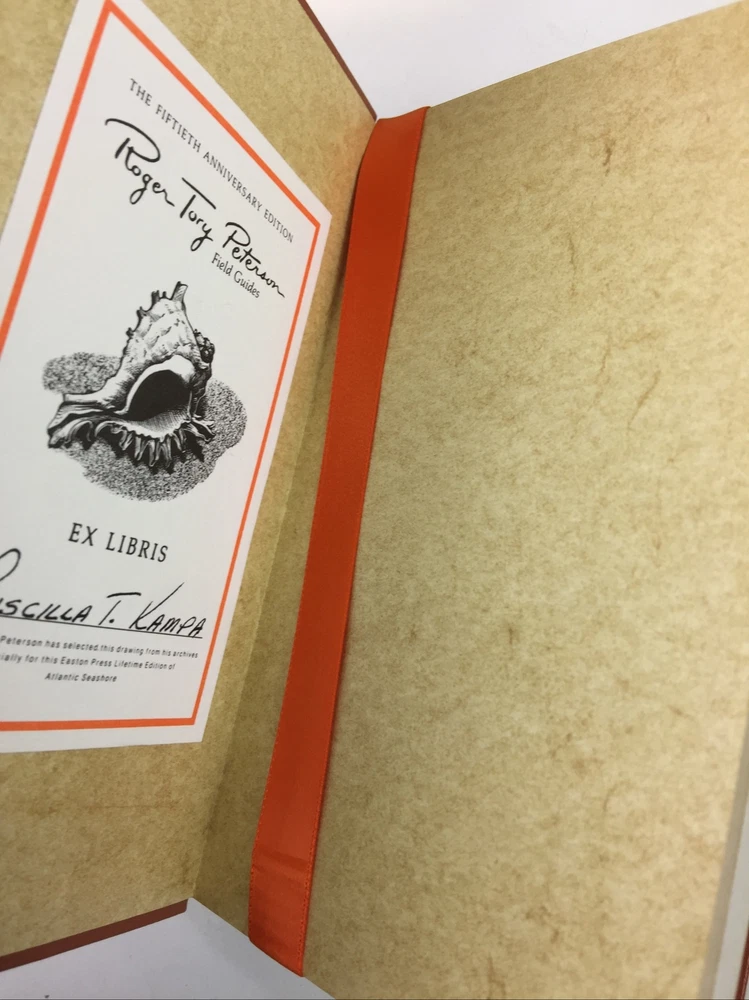 THE FIFTIETH ANNIVERSARY EDITION
Roger Tory Peterson
Field Guides
EX LIBRIS
T. KAMPA
Peterson has selected this drawing from his archives
for this Easton Press Lifetime Edition of
Atlantic Seashore